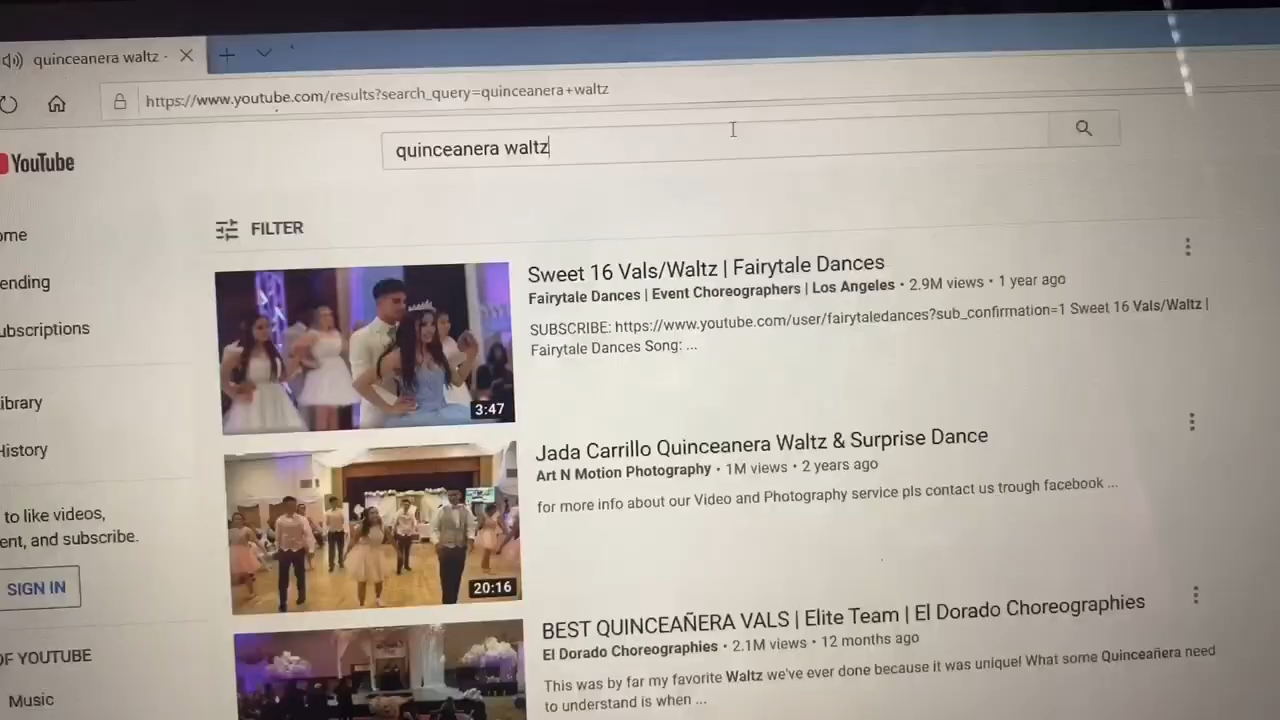 quinceanera waltz -
https://www.youtube.com/results?search_query=quinceanera+waltz
YouTube
quinceanera waltz
ome
FILTER
ending
Sweet 16 Vals/Waltz | Fairytale Dances
Fairytale Dances | Event Choreographers | Los Angeles • 2.9M views • 1 year ago
ubscriptions
SUBSCRIBE: https://www.youtube.com/user/fairytaledances?sub_confirmation=1 Sweet 16 Vals/Waltz |
Fairytale Dances Song: ...
3:47
ibrary
History
Jada Carrillo Quinceanera Waltz & Surprise Dance
Art N Motion Photography • 1M views • 2 years ago
for more info about our Video and Photography service pls contact us trough facebook ...
20:16
to like videos,
ent, and subscribe.
SIGN IN
BEST QUINCEAÑERA VALS | Elite Team | El Dorado Choreographies
El Dorado Choreographies • 2.1M views • 12 months ago
This was by far my favorite Waltz we've ever done because it was unique! What some Quinceañera need
to understand is when ...
OF YOUTUBE
Music